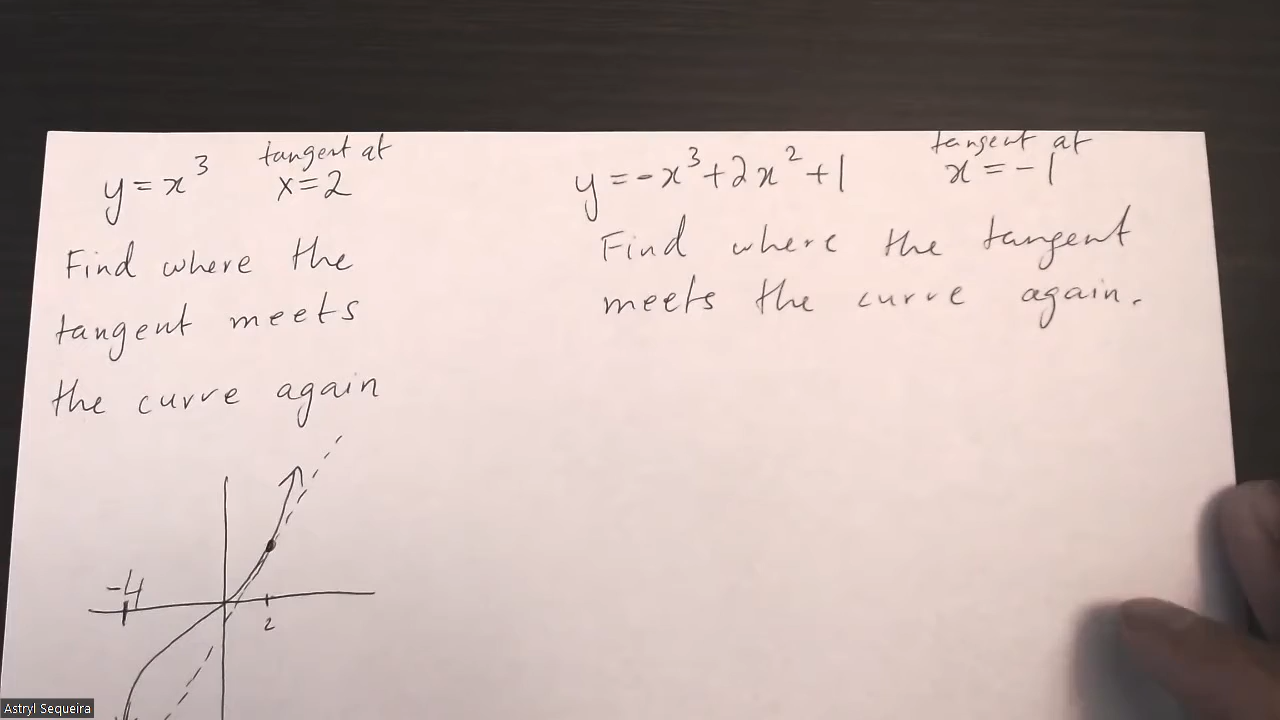 tangent at
y = x³ x=2
Find where the
tangent meets
the curve again
-4
2
tangent at
y = -x³+2x²+1 x = -1
Find where the tangent
meets the curve again.
Astryl Sequeira